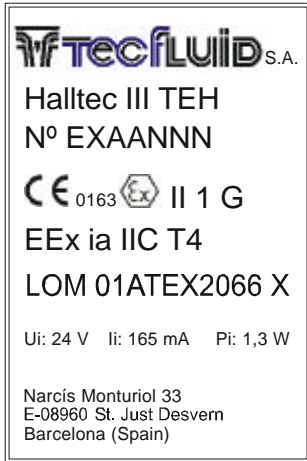 TECFLUID S.A.
Halltec III TEH
Nº EXAANNN
CE 0163 Ex II 1 G
EEx ia IIC T4
LOM 01ATEX2066 X
Ui: 24 V Ii: 165 mA Pi: 1,3 W
Narcís Monturiol 33
E-08960 St. Just Desvern
Barcelona (Spain)